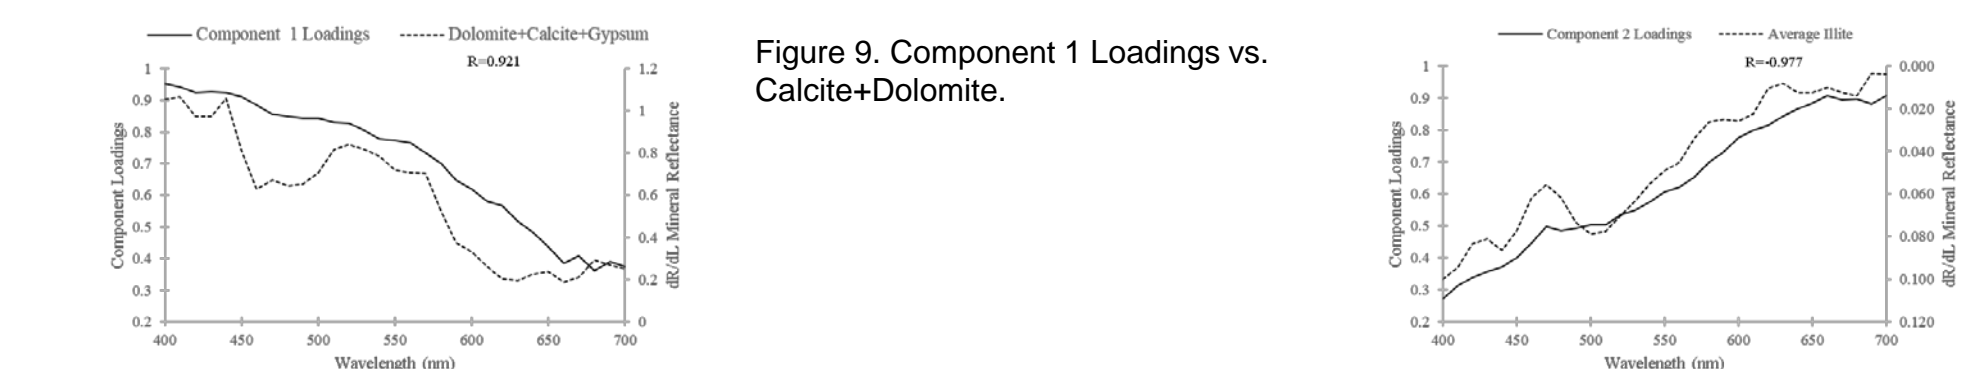 Component 1 Loadings Dolomite+Calcite+Gypsum
R=0.921
1
0.9
0.8
0.7
0.6
0.5
0.4
0.3
0.2
Component Loadings
1.2
1
0.8
0.6
0.4
0.2
0
dR/dL Mineral Reflectance
400 450 500 550 600 650 700
Wavelength (nm)
Figure 9. Component 1 Loadings vs.
Calcite+Dolomite.
Component 2 Loadings Average Illite
R=-0.977
1
0.9
0.8
0.7
0.6
0.5
0.4
0.3
0.2
Component Loadings
0.000
0.020
0.040
0.060
0.080
0.100
0.120
dR/dL Mineral Reflectance
400 450 500 550 600 650 700
Wavelength (nm)